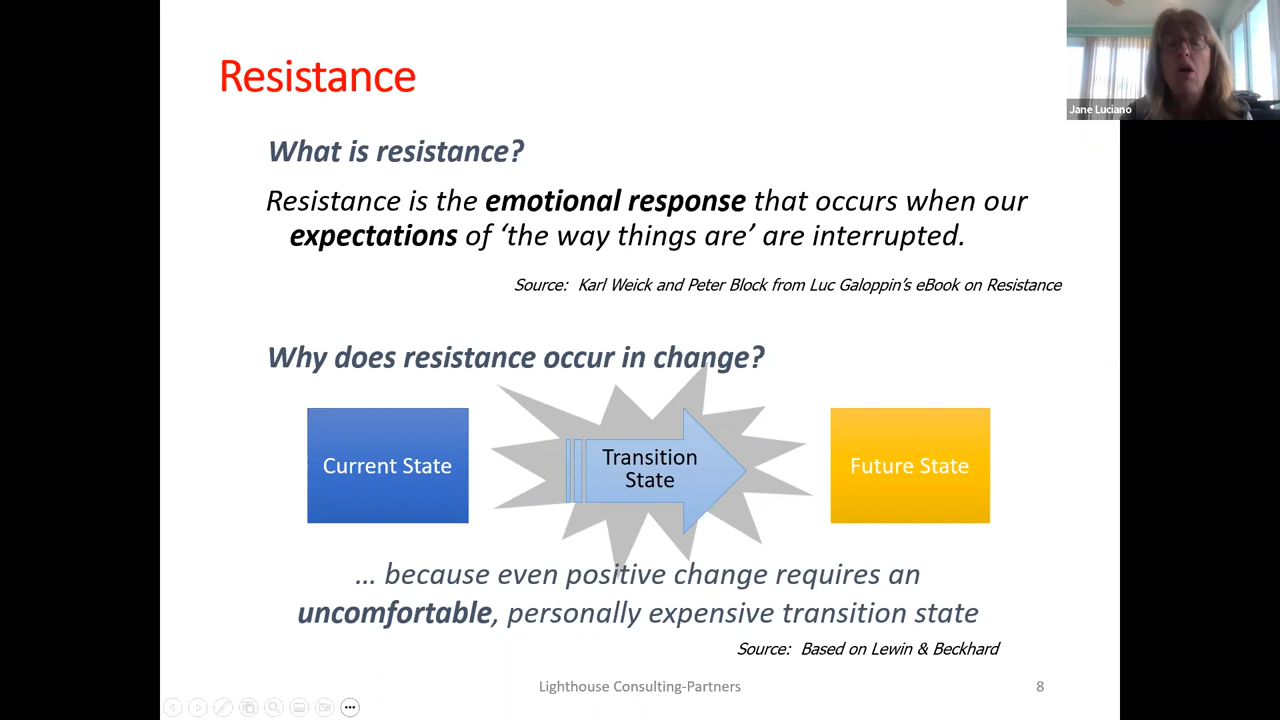 Resistance
Jane Luciano
What is resistance?
Resistance is the emotional response that occurs when our
expectations of ‘the way things are’ are interrupted.
Source: Karl Weick and Peter Block from Luc Galoppin’s eBook on Resistance
Why does resistance occur in change?
Current State
Transition
State
Future State
... because even positive change requires an
uncomfortable, personally expensive transition state
Source: Based on Lewin & Beckhard
Lighthouse Consulting-Partners
8